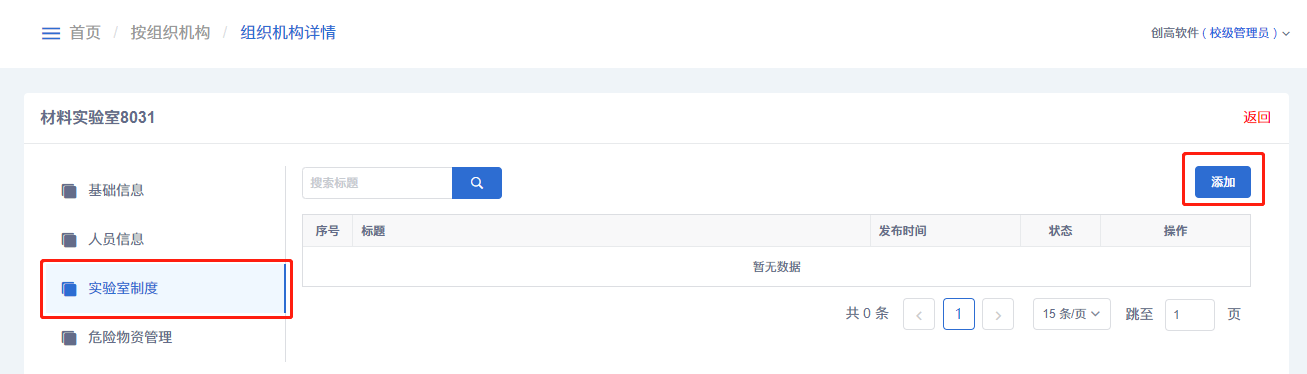 首页 / 按组织机构 / 组织机构详情
创高软件 ( 校级管理员 )
材料实验室8031
返回
基础信息
人员信息
实验室制度
危险物资管理
搜索标题
添加
序号 标题 发布时间 状态 操作
暂无数据
共 0 条 < 1 > 15 条/页 跳至 1 页